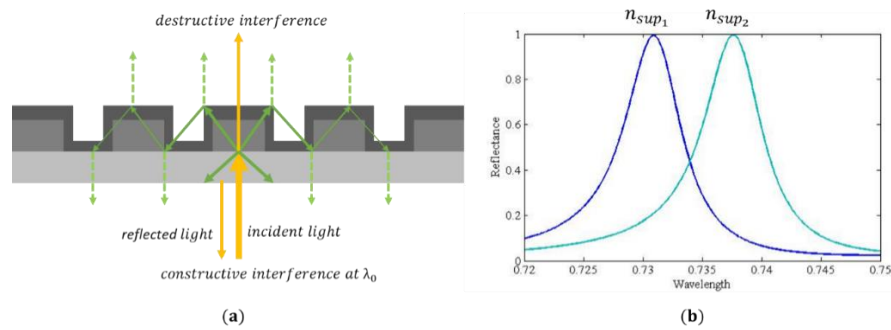 destructive interference
reflected light
incident light
constructive interference at λ₀
(a)
n_sup₁ n_sup₂
Reflectance
1
0.8
0.6
0.4
0.2
0
0.72 0.725 0.73 0.735 0.74 0.745 0.75
Wavelength
(b)